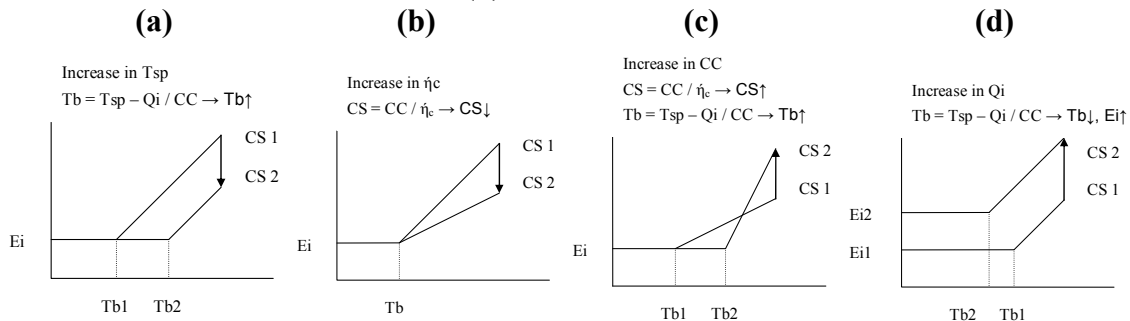 (a)
Increase in Tsp
Tb = Tsp – Qi / CC → Tb↑
CS 1
CS 2
Ei
Tb1 Tb2
(b)
Increase in ήc
CS = CC / ή꜀ → CS↓
CS 1
CS 2
Ei
Tb
(c)
Increase in CC
CS = CC / ή꜀ → CS↑
Tb = Tsp – Qi / CC → Tb↑
CS 2
CS 1
Ei
Tb1 Tb2
(d)
Increase in Qi
Tb = Tsp – Qi / CC → Tb↓, Ei↑
CS 2
CS 1
Ei2
Ei1
Tb2 Tb1